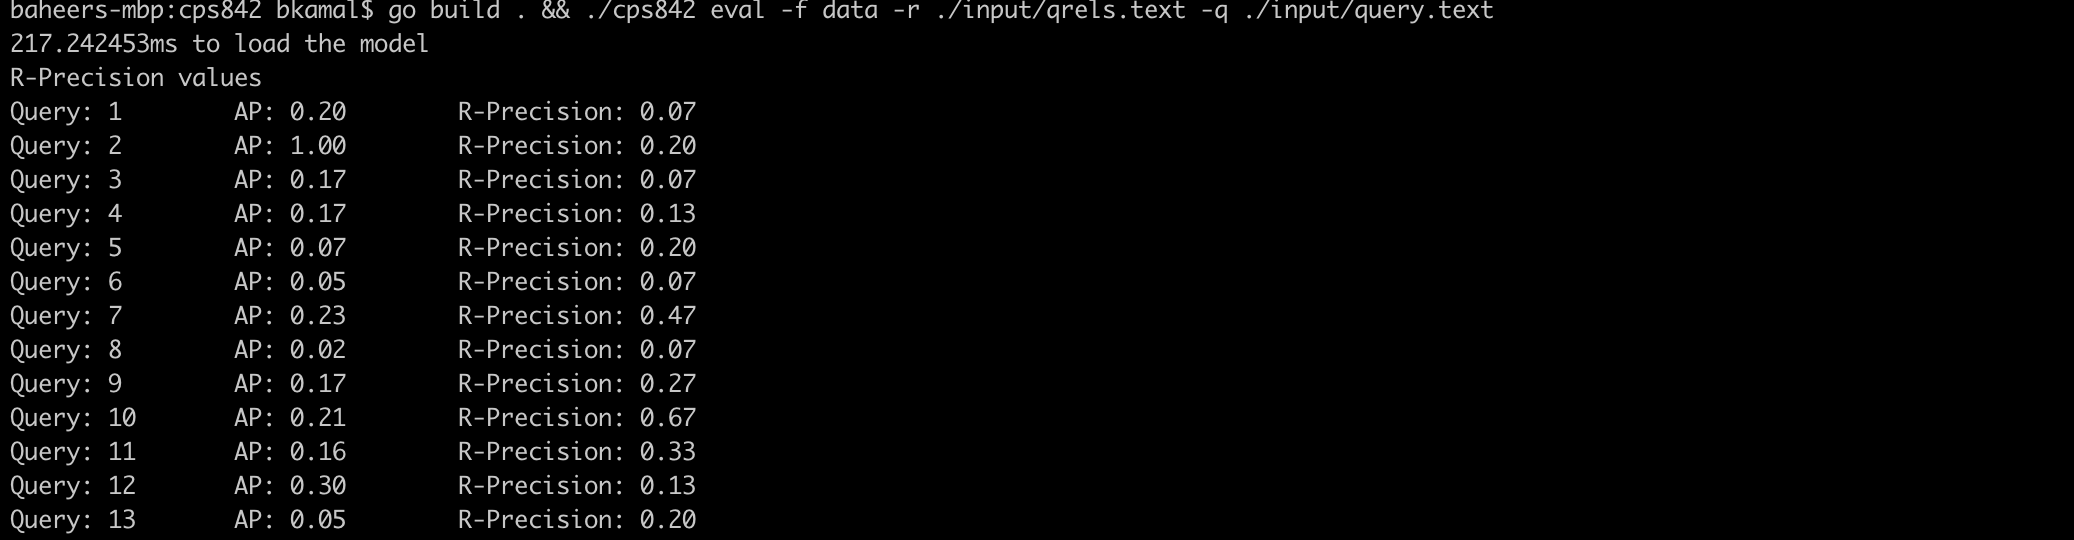 baheers-mbp:cps842 bkamal$ go build . && ./cps842 eval -f data -r ./input/qrels.text -q ./input/query.text
217.242453ms to load the model
R-Precision values
Query: 1        AP: 0.20        R-Precision: 0.07
Query: 2        AP: 1.00        R-Precision: 0.20
Query: 3        AP: 0.17        R-Precision: 0.07
Query: 4        AP: 0.17        R-Precision: 0.13
Query: 5        AP: 0.07        R-Precision: 0.20
Query: 6        AP: 0.05        R-Precision: 0.07
Query: 7        AP: 0.23        R-Precision: 0.47
Query: 8        AP: 0.02        R-Precision: 0.07
Query: 9        AP: 0.17        R-Precision: 0.27
Query: 10       AP: 0.21        R-Precision: 0.67
Query: 11       AP: 0.16        R-Precision: 0.33
Query: 12       AP: 0.30        R-Precision: 0.13
Query: 13       AP: 0.05        R-Precision: 0.20